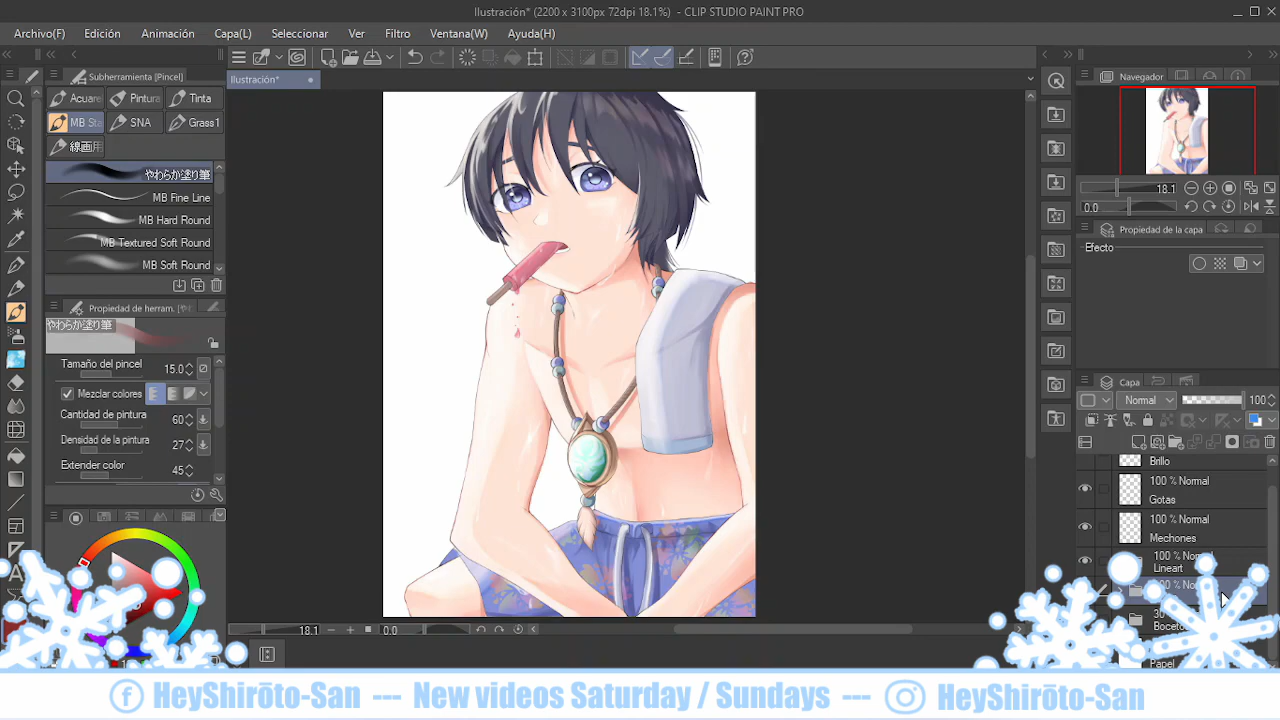 Ilustración* (2200 x 3100px 72dpi 18.1%) - CLIP STUDIO PAINT PRO
Archivo(F) Edición Animación Capa(L) Seleccionar Ver Filtro Ventana(W) Ayuda(H)
Subherramienta [Pincel]
Ilustración*
Navegador
Acuare Pintura Tinta
MB Sta SNA Grass1
線画用
やわらか塗り筆
MB Fine Line
MB Hard Round
MB Textured Soft Round
MB Soft Round
18.1
0.0
Propiedad de la capa
Efecto
Propiedad de herram. [やわ
やわらか塗り筆
Tamaño del pincel 15.0
Mezclar colores
Cantidad de pintura 60
Densidad de la pintura 27
Extender color 45
Capa
Normal 100
Brillo
100 % Normal
Gotas
100 % Normal
Mechones
100 % Normal
Lineart
Boceto
Papel
18.1 0.0
HeyShirōto-San --- New videos Saturday / Sundays --- HeyShirōto-San